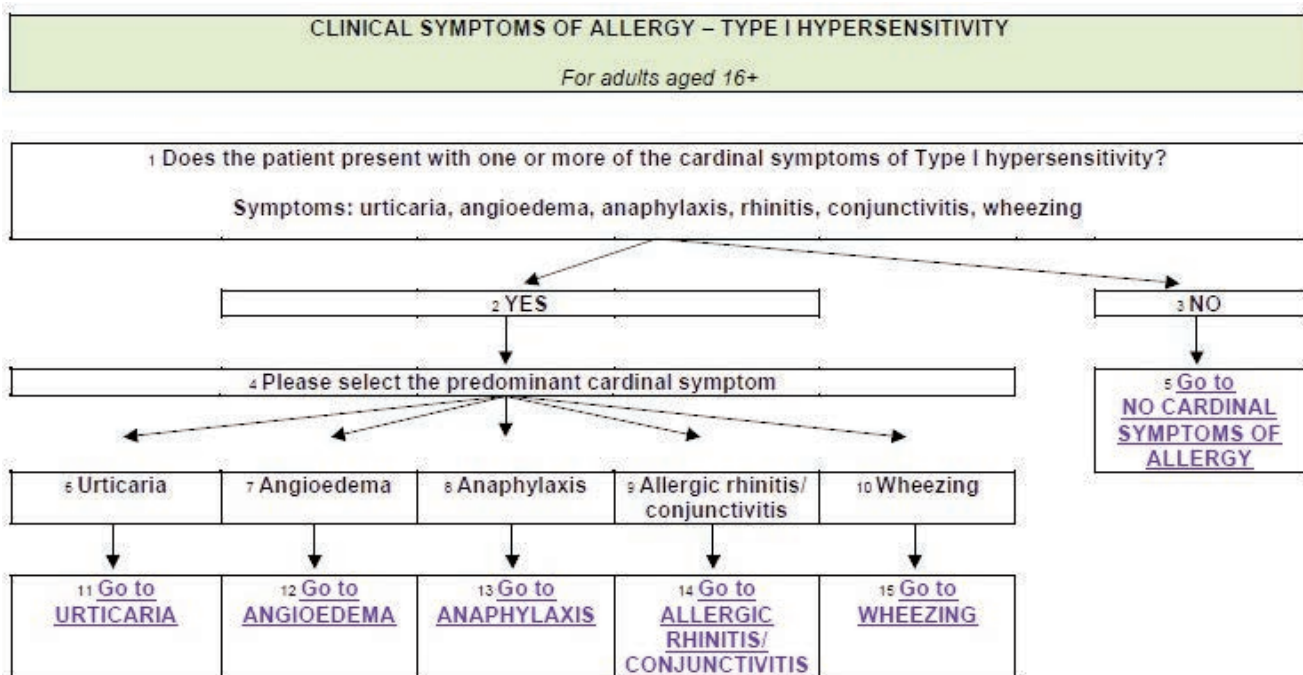 CLINICAL SYMPTOMS OF ALLERGY – TYPE I HYPERSENSITIVITY
For adults aged 16+
1 Does the patient present with one or more of the cardinal symptoms of Type I hypersensitivity?
Symptoms: urticaria, angioedema, anaphylaxis, rhinitis, conjunctivitis, wheezing
2 YES
3 NO
4 Please select the predominant cardinal symptom
5 Go to
NO CARDINAL
SYMPTOMS OF
ALLERGY
6 Urticaria
7 Angioedema
8 Anaphylaxis
9 Allergic rhinitis/
conjunctivitis
10 Wheezing
11 Go to
URTICARIA
12 Go to
ANGIOEDEMA
13 Go to
ANAPHYLAXIS
14 Go to
ALLERGIC
RHINITIS/
CONJUNCTIVITIS
15 Go to
WHEEZING